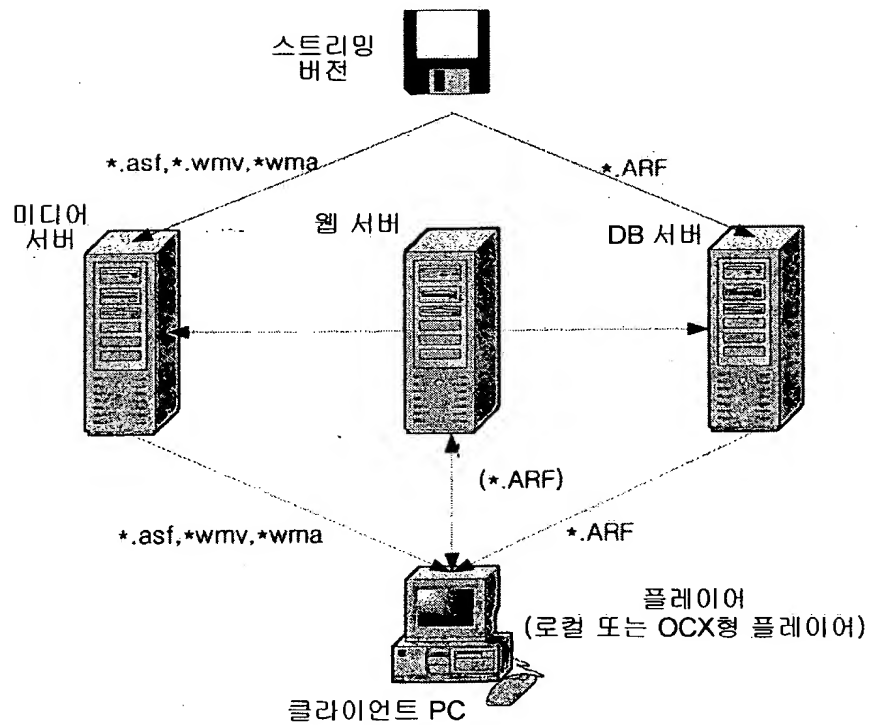 스트리밍
버전
*.asf,*.wmv,*wma
*.ARF
미디어
서버
웹 서버
DB 서버
(*.ARF)
*.asf,*wmv,*wma
*.ARF
플레이어
(로컬 또는 OCX형 플레이어)
클라이언트 PC